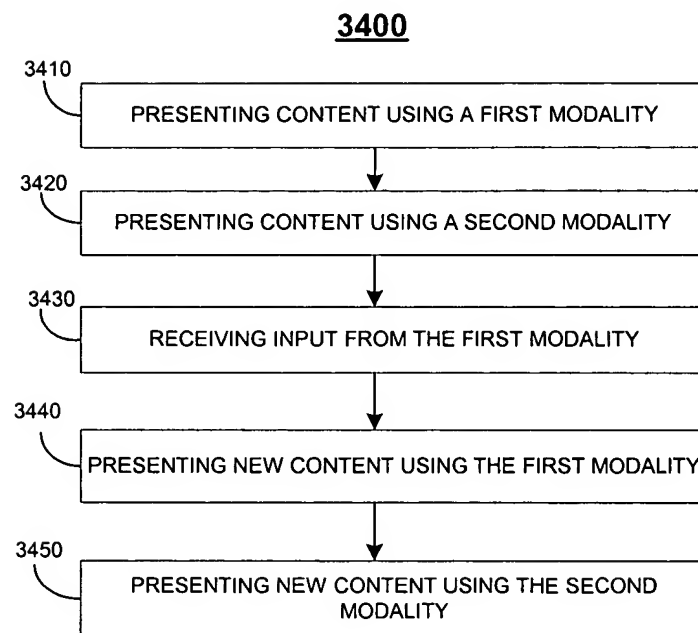 3400
3410
PRESENTING CONTENT USING A FIRST MODALITY
3420
PRESENTING CONTENT USING A SECOND MODALITY
3430
RECEIVING INPUT FROM THE FIRST MODALITY
3440
PRESENTING NEW CONTENT USING THE FIRST MODALITY
3450
PRESENTING NEW CONTENT USING THE SECOND
MODALITY